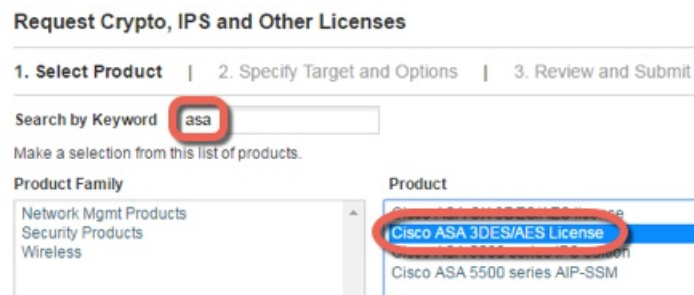 Request Crypto, IPS and Other Licenses
1. Select Product | 2. Specify Target and Options | 3. Review and Submit
Search by Keyword asa
Make a selection from this list of products.
Product Family
Network Mgmt Products
Security Products
Wireless
Product
Cisco ASA 3DES/AES License
Cisco ASA 5500 series AIP-SSM